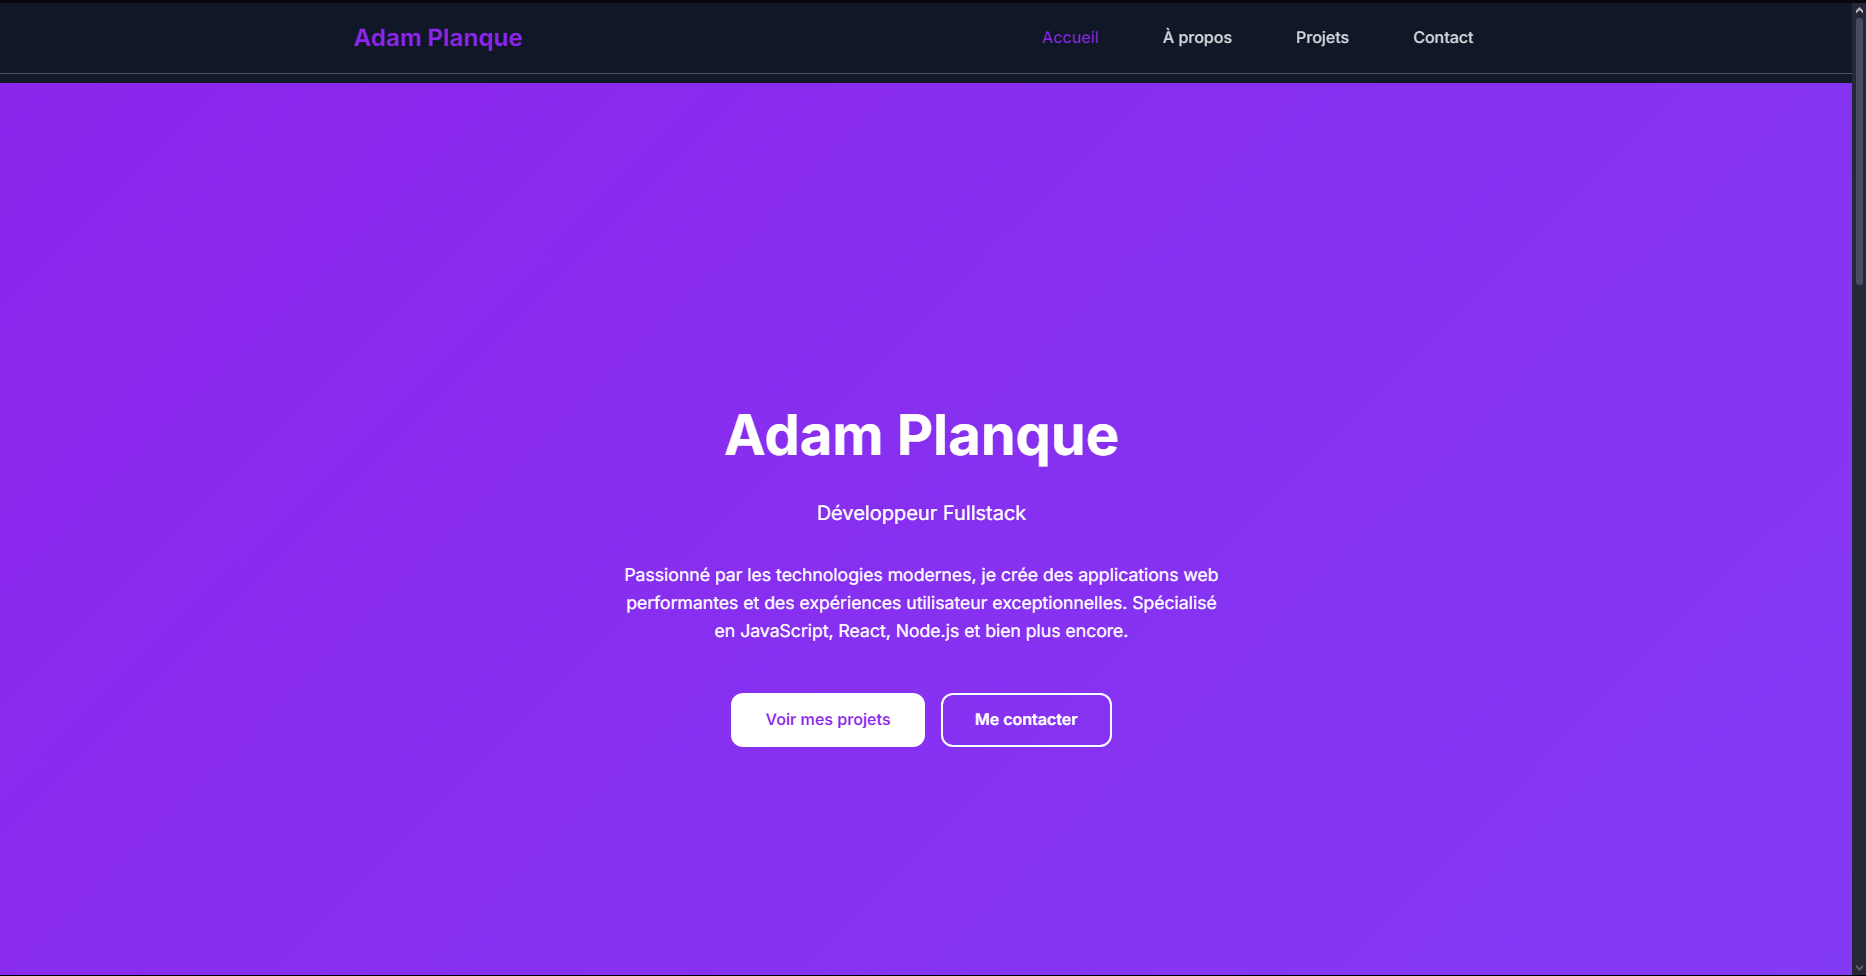 Adam Planque
Accueil
À propos
Projets
Contact
Adam Planque
Développeur Fullstack
Passionné par les technologies modernes, je crée des applications web
performantes et des expériences utilisateur exceptionnelles. Spécialisé
en JavaScript, React, Node.js et bien plus encore.
Voir mes projets
Me contacter